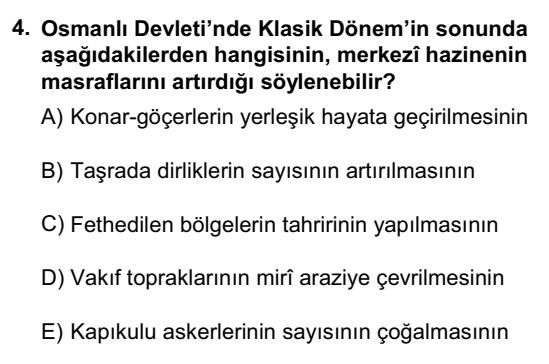 4. Osmanlı Devleti’nde Klasik Dönem’in sonunda
aşağıdakilerden hangisinin, merkezî hazinenin
masraflarını artırdığı söylenebilir?
A) Konar-göçerlerin yerleşik hayata geçirilmesinin
B) Taşrada dirliklerin sayısının artırılmasının
C) Fethedilen bölgelerin tahririnin yapılmasının
D) Vakıf topraklarının mirî araziye çevrilmesinin
E) Kapıkulu askerlerinin sayısının çoğalmasının